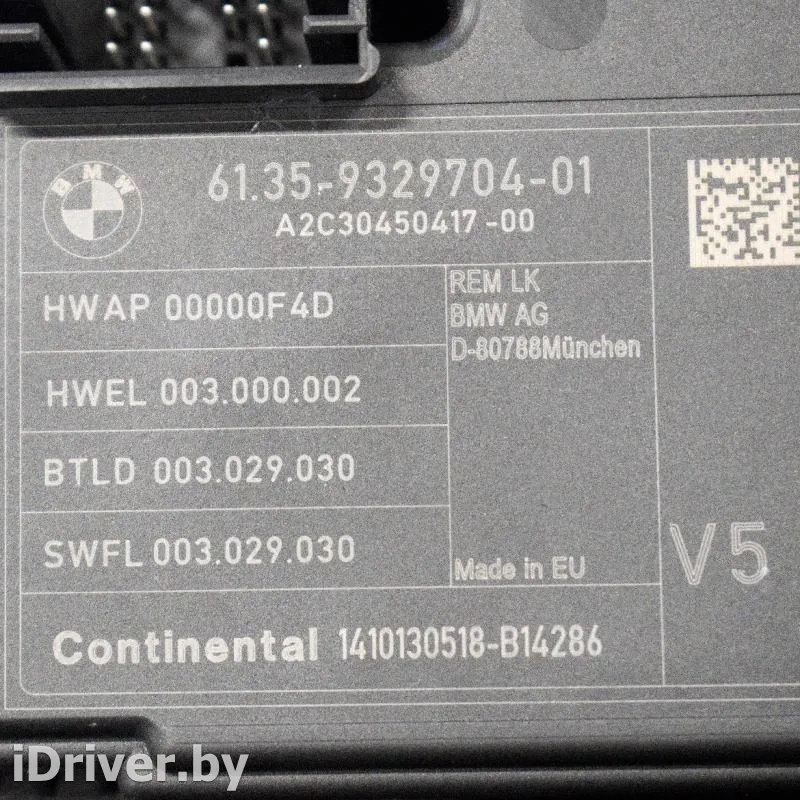 BMW
61.35-9329704-01
A2C30450417-00
HWAP 00000F4D
HWEL 003.000.002
BTLD 003.029.030
SWFL 003.029.030
REM LK
BMW AG
D-80788München
Made in EU
V5
Continental 1410130518-B14286
iDriver.by